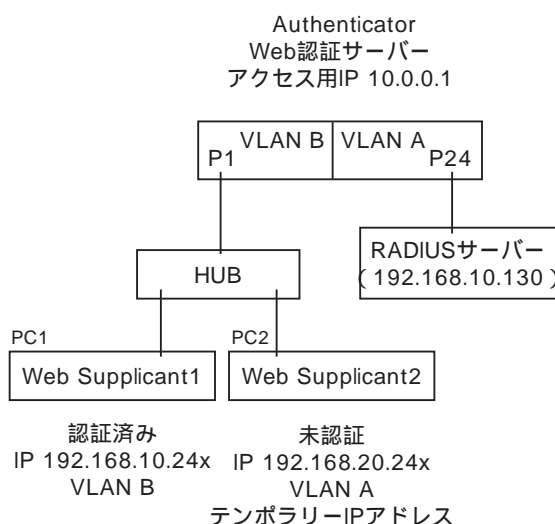 Authenticator
Web認証サーバー
アクセス用IP 10.0.0.1
VLAN B
VLAN A
P1
P24
HUB
RADIUSサーバー
(192.168.10.130)
PC1
PC2
Web Supplicant1
Web Supplicant2
認証済み
IP 192.168.10.24x
VLAN B
未認証
IP 192.168.20.24x
VLAN A
テンポラリーIPアドレス